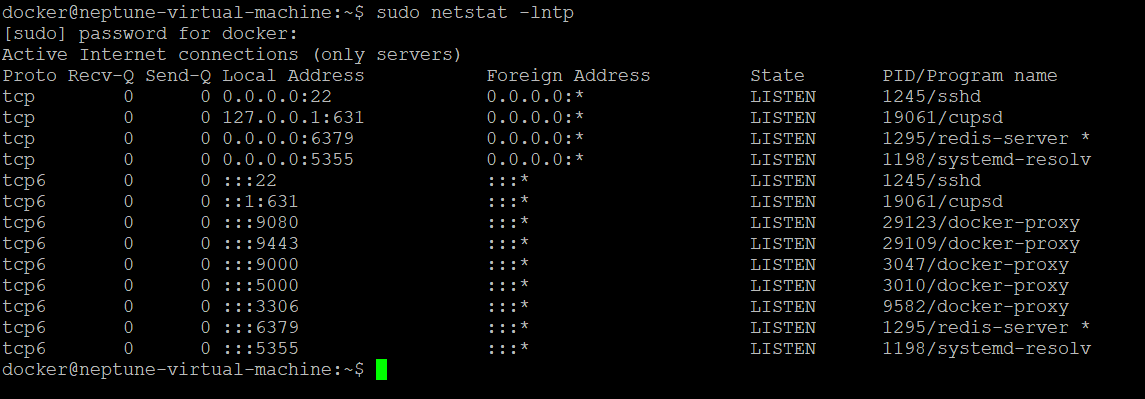 docker@neptune-virtual-machine:~$ sudo netstat -lntp
[sudo] password for docker:
Active Internet connections (only servers)
Proto Recv-Q Send-Q Local Address           Foreign Address         State       PID/Program name
tcp        0      0 0.0.0.0:22              0.0.0.0:*               LISTEN      1245/sshd
tcp        0      0 127.0.0.1:631           0.0.0.0:*               LISTEN      19061/cupsd
tcp        0      0 0.0.0.0:6379            0.0.0.0:*               LISTEN      1295/redis-server *
tcp        0      0 0.0.0.0:5355            0.0.0.0:*               LISTEN      1198/systemd-resolv
tcp6       0      0 :::22                   :::*                    LISTEN      1245/sshd
tcp6       0      0 ::1:631                 :::*                    LISTEN      19061/cupsd
tcp6       0      0 :::9080                 :::*                    LISTEN      29123/docker-proxy
tcp6       0      0 :::9443                 :::*                    LISTEN      29109/docker-proxy
tcp6       0      0 :::9000                 :::*                    LISTEN      3047/docker-proxy
tcp6       0      0 :::5000                 :::*                    LISTEN      3010/docker-proxy
tcp6       0      0 :::3306                 :::*                    LISTEN      9582/docker-proxy
tcp6       0      0 :::6379                 :::*                    LISTEN      1295/redis-server *
tcp6       0      0 :::5355                 :::*                    LISTEN      1198/systemd-resolv
docker@neptune-virtual-machine:~$